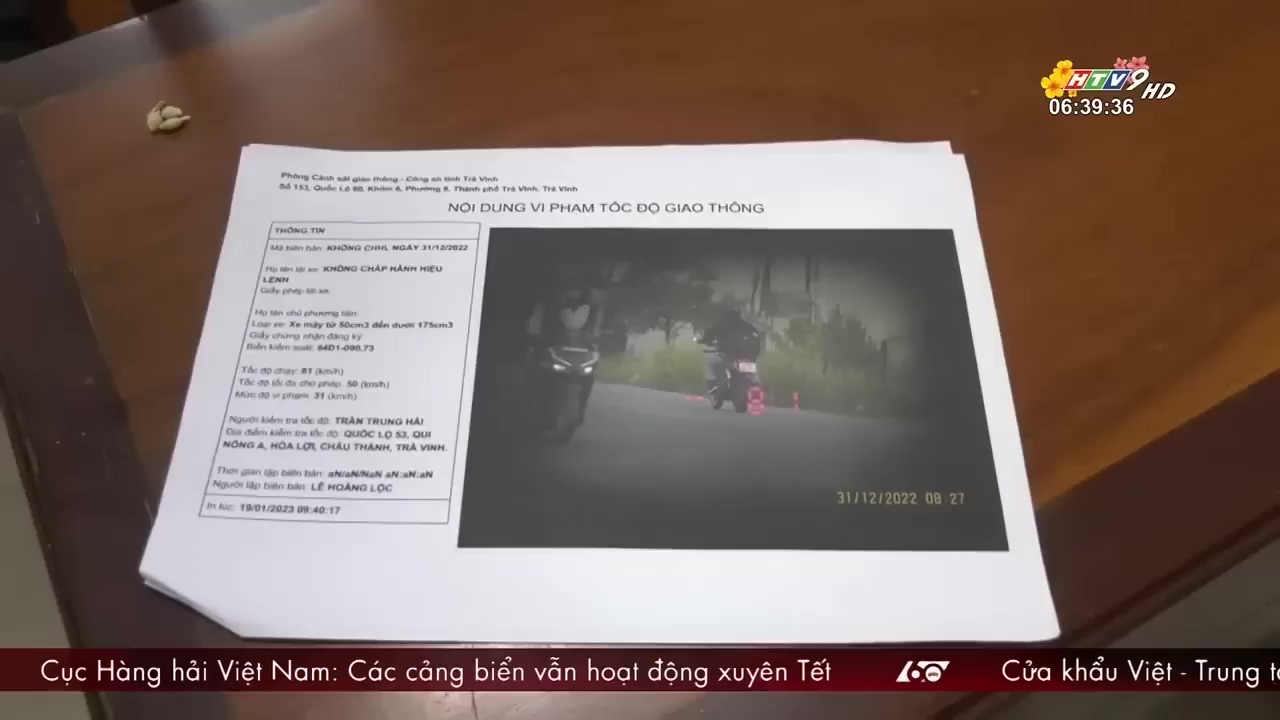 HTV9 HD
06:39:36
Phòng Cảnh sát giao thông - Công an tỉnh Trà Vinh
Số 153, Quốc Lộ 60, Khóm 6, Phường 8, Thành phố Trà Vinh, Trà Vinh
NỘI DUNG VI PHẠM TỐC ĐỘ GIAO THÔNG
THÔNG TIN
Mã biên bản: KHÔNG CHHL NGÀY 31/12/2022
Họ tên lái xe: KHÔNG CHẤP HÀNH HIỆU
LỆNH
Giấy phép lái xe:
Họ tên chủ phương tiện:
Loại xe: Xe máy từ 50cm3 đến dưới 175cm3
Giấy chứng nhận đăng ký:
Biển kiểm soát: 84D1-090.73
Tốc độ chạy: 81 (km/h)
Tốc độ tối đa cho phép: 50 (km/h)
Mức độ vi phạm: 31 (km/h)
Người kiểm tra tốc độ: TRẦN TRUNG HẢI
Địa điểm kiểm tra tốc độ: QUỐC LỘ 53, QUI
NÔNG A, HÒA LỢI, CHÂU THÀNH, TRÀ VINH.
Thời gian lập biên bản: aN/aN/NaN aN:aN:aN
Người lập biên bản: LÊ HOÀNG LỘC
In lúc: 19/01/2023 09:40:17
31/12/2022 08:27
Cục Hàng hải Việt Nam: Các cảng biển vẫn hoạt động xuyên Tết
60
Cửa khẩu Việt - Trung